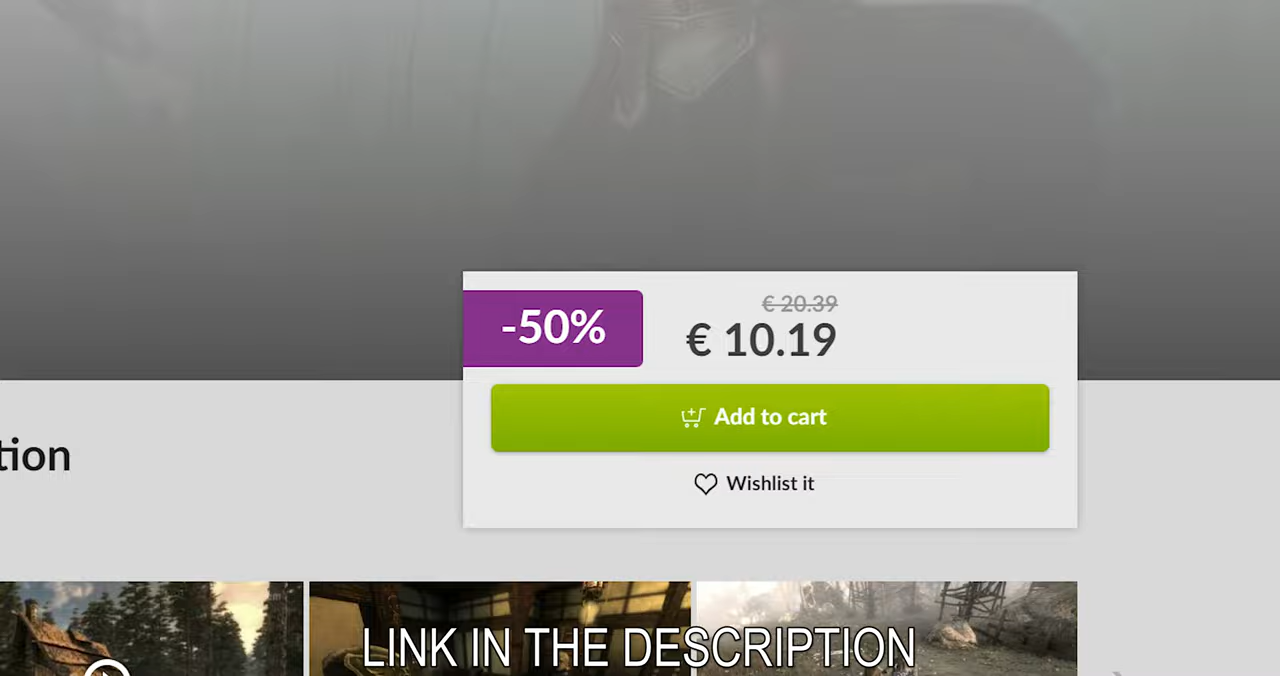 -50%
€ 20.39
€ 10.19
Add to cart
tion
Wishlist it
LINK IN THE DESCRIPTION